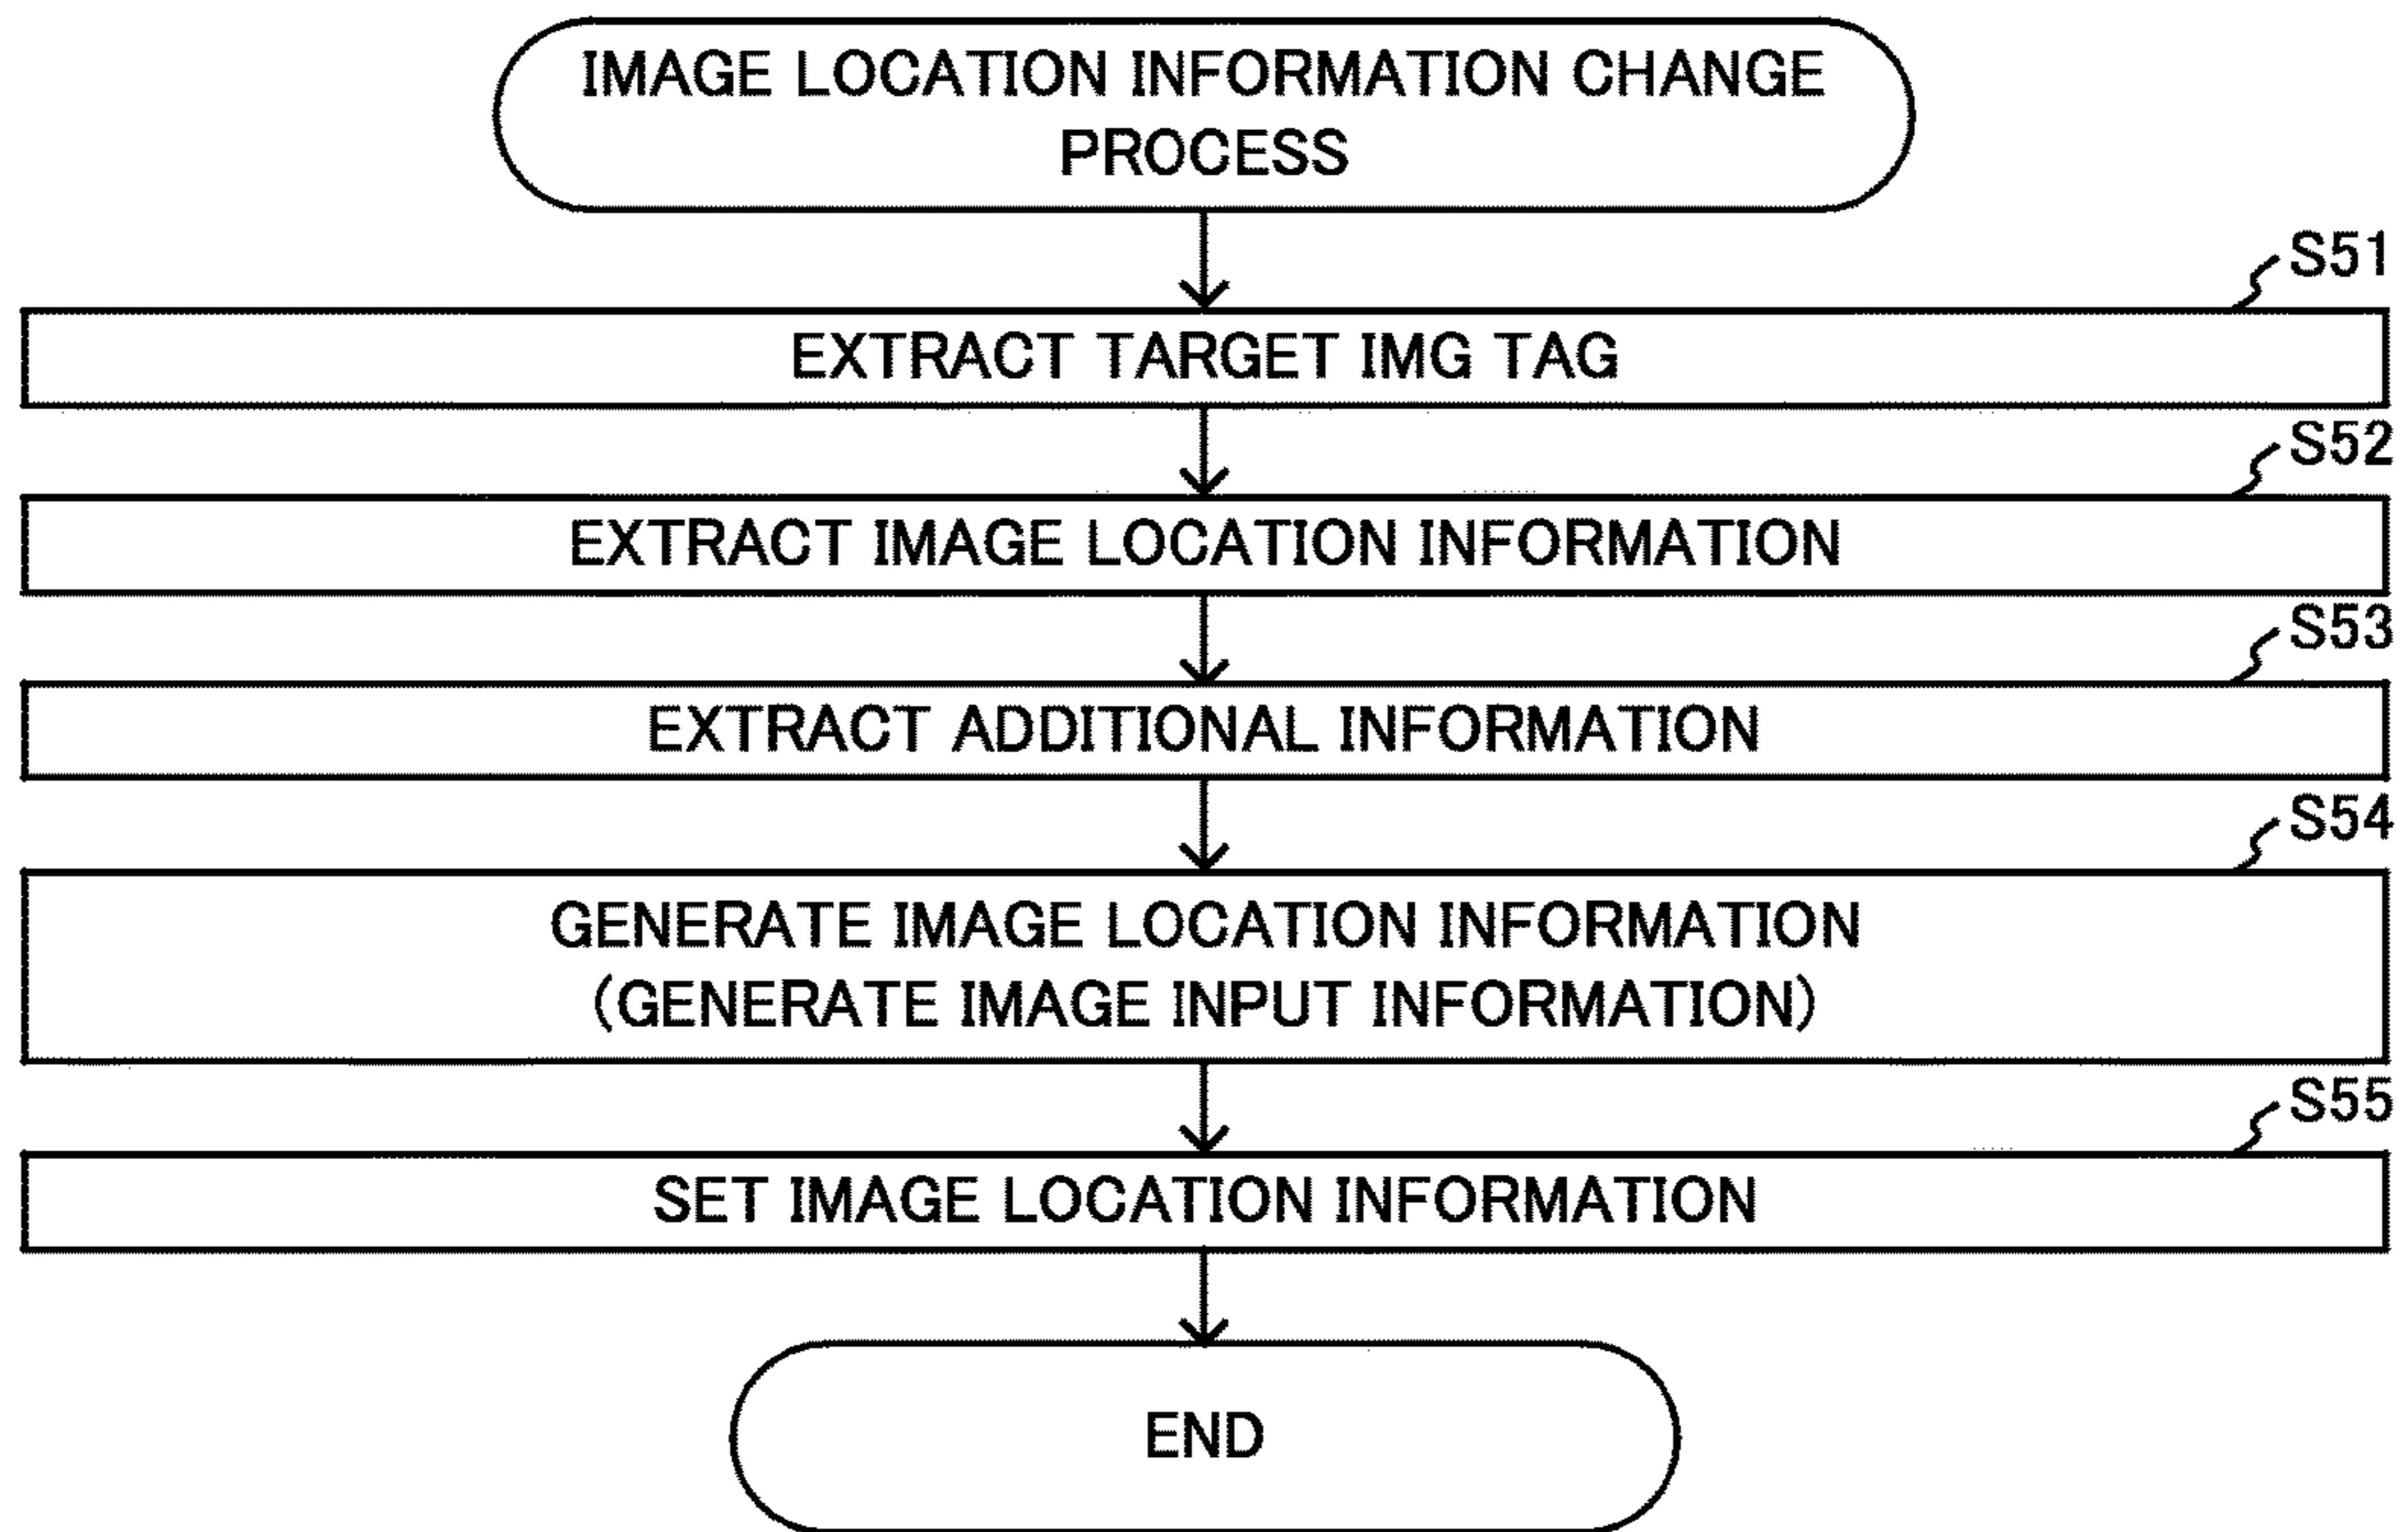 IMAGE LOCATION INFORMATION CHANGE
PROCESS
S51
EXTRACT TARGET IMG TAG
S52
EXTRACT IMAGE LOCATION INFORMATION
S53
EXTRACT ADDITIONAL INFORMATION
S54
GENERATE IMAGE LOCATION INFORMATION
(GENERATE IMAGE INPUT INFORMATION)
S55
SET IMAGE LOCATION INFORMATION
END